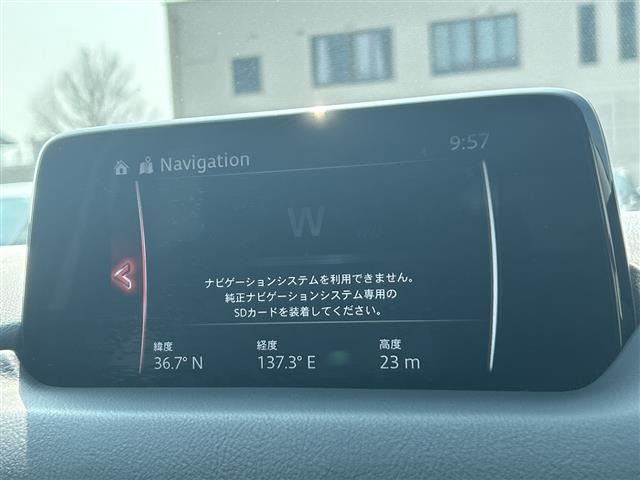 Navigation
9:57
W
ナビゲーションシステムを利用できません。
純正ナビゲーションシステム専用の
SDカードを装着してください。
緯度 経度 高度
36.7° N 137.3° E 23 m